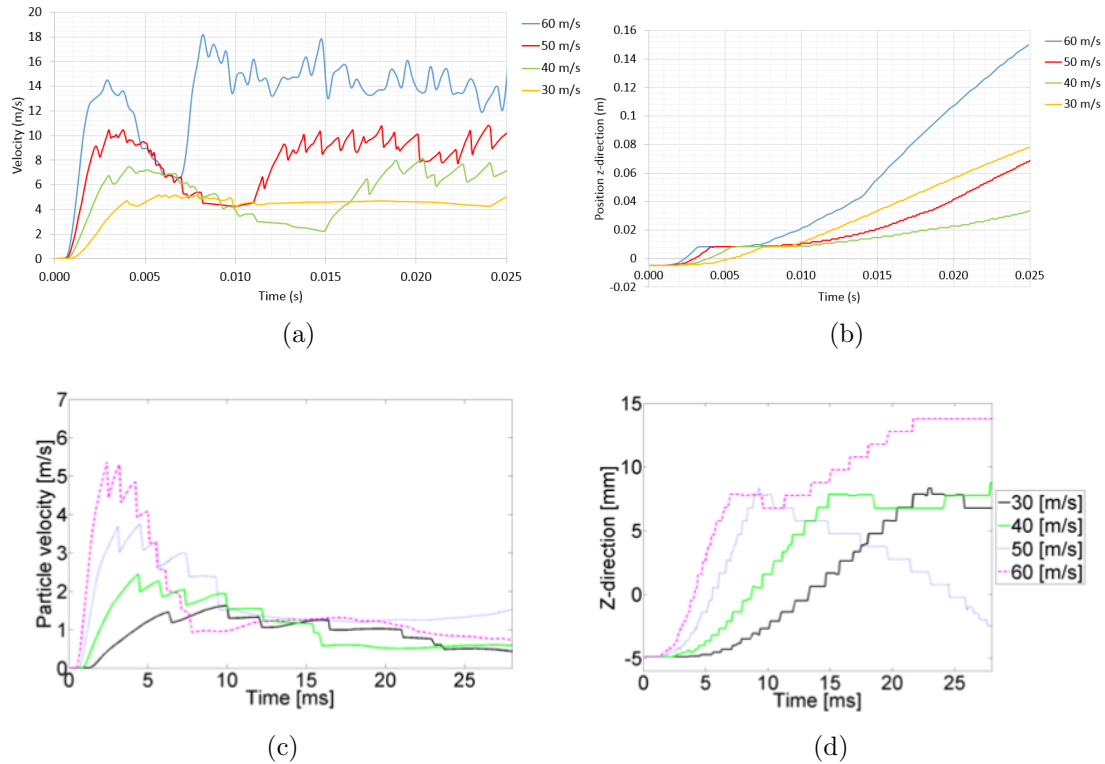 20
18
16
14
12
10
8
6
4
2
0
Velocity (m/s)
0.000 0.005 0.010 0.015 0.020 0.025
Time (s)
60 m/s
50 m/s
40 m/s
30 m/s
(a)
0.16
0.14
0.12
0.1
0.08
0.06
0.04
0.02
0
-0.02
Position z-direction (m)
0.000 0.005 0.010 0.015 0.020 0.025
Time (s)
60 m/s
50 m/s
40 m/s
30 m/s
(b)
7
6
5
4
3
2
1
0
Particle velocity [m/s]
0 5 10 15 20 25
Time [ms]
(c)
15
10
5
0
-5
Z-direction [mm]
0 5 10 15 20 25
Time [ms]
30 [m/s]
40 [m/s]
50 [m/s]
60 [m/s]
(d)